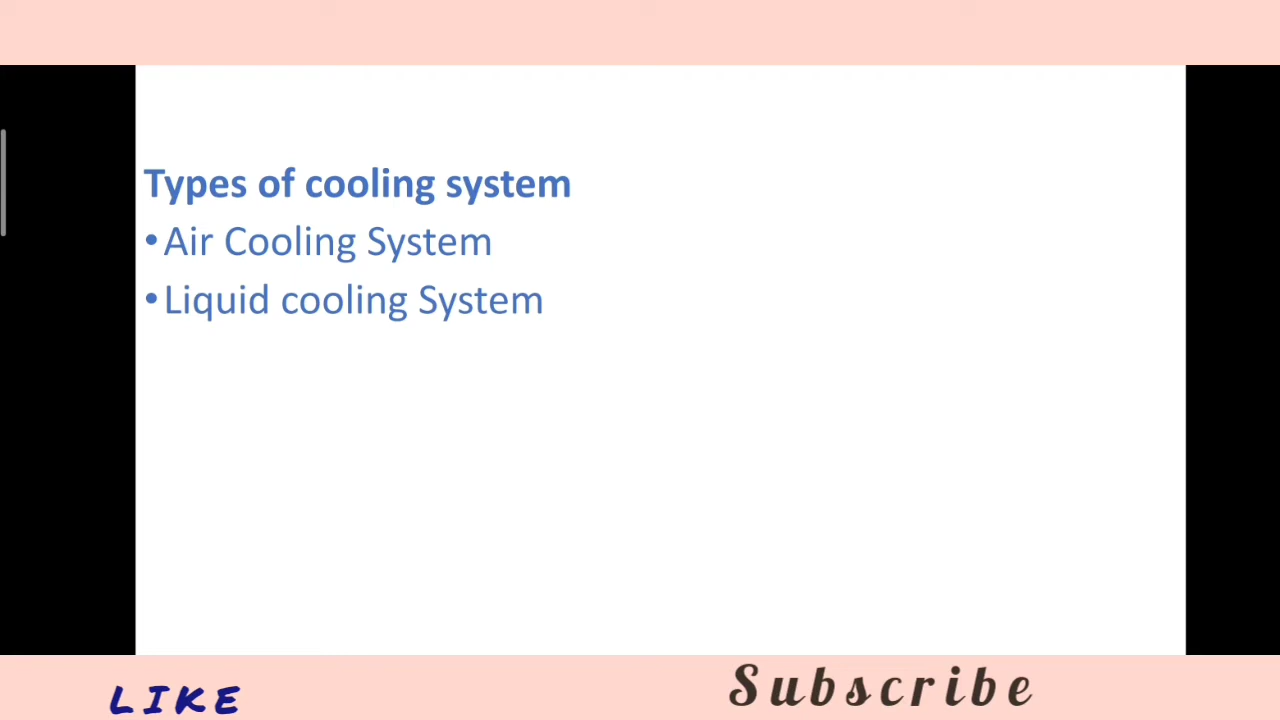 Types of cooling system
•Air Cooling System
•Liquid cooling System
LIKE
Subscribe